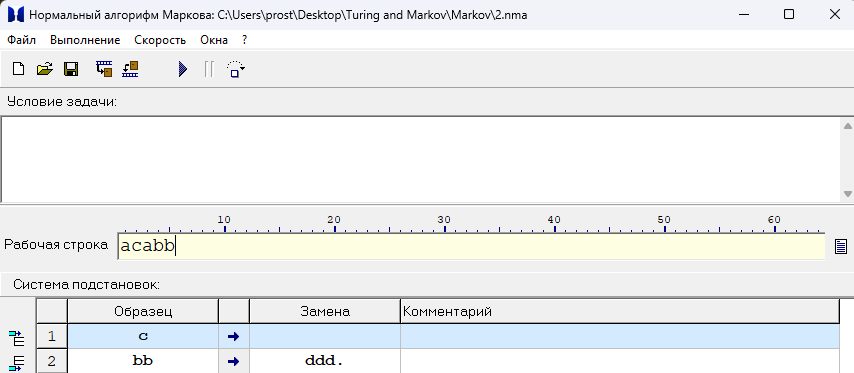 Нормальный алгорифм Маркова: C:\Users\prost\Desktop\Turing and Markov\Markov\2.nma
Файл Выполнение Скорость Окна ?
Условие задачи:
10 20 30 40 50 60
Рабочая строка acabb
Система подстановок:
Образец Замена Комментарий
1 c →
2 bb → ddd.